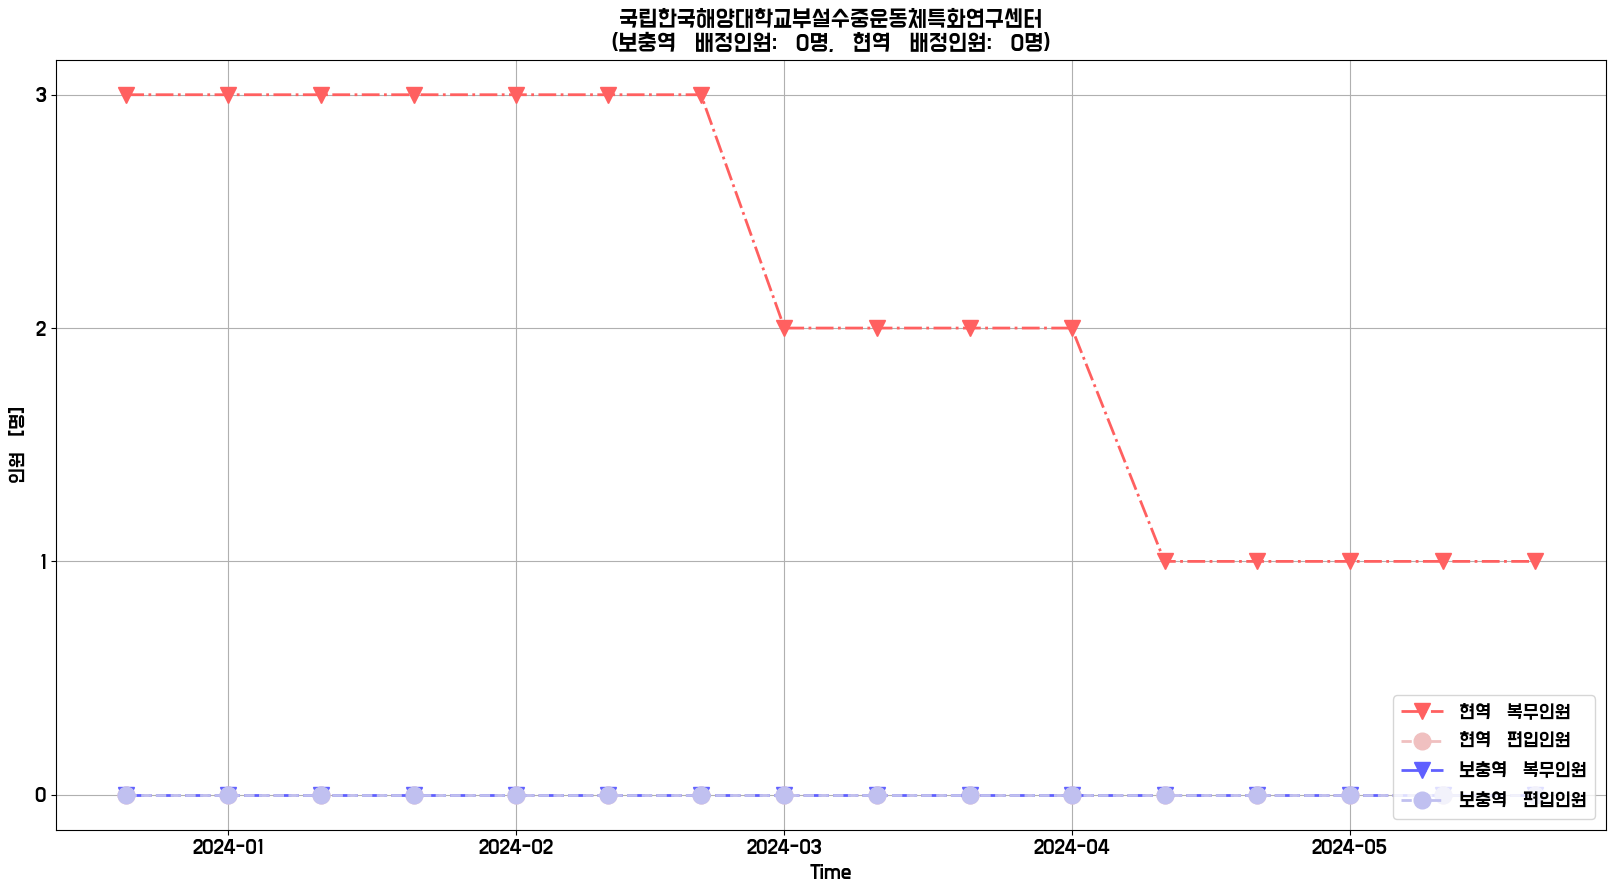 국립한국해양대학교부설수중운동체특화연구센터
(보충역 배정인원: 0명, 현역 배정인원: 0명)
3
2
1
0
인원 [명]
2024-01
2024-02
2024-03
2024-04
2024-05
Time
현역 복무인원
현역 편입인원
보충역 복무인원
보충역 편입인원